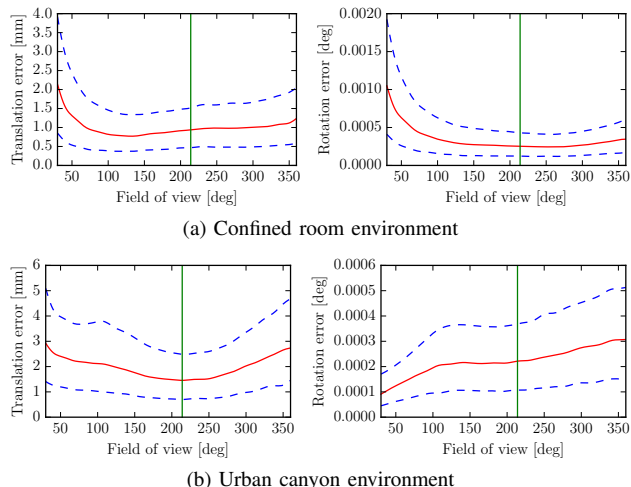 Translation error [mm]
4.0
3.5
3.0
2.5
2.0
1.5
1.0
0.5
0.0
50 100 150 200 250 300 350
Field of view [deg]
Rotation error [deg]
0.0020
0.0015
0.0010
0.0005
0.0000
50 100 150 200 250 300 350
Field of view [deg]
(a) Confined room environment
Translation error [mm]
6
5
4
3
2
1
0
50 100 150 200 250 300 350
Field of view [deg]
Rotation error [deg]
0.0006
0.0005
0.0004
0.0003
0.0002
0.0001
0.0000
50 100 150 200 250 300 350
Field of view [deg]
(b) Urban canyon environment